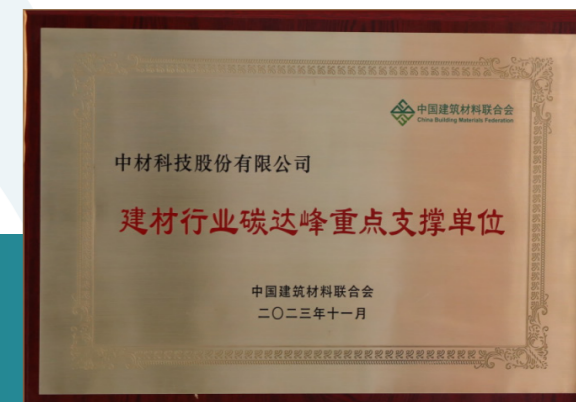 中国建筑材料联合会
China Building Materials Federation
中材科技股份有限公司
建材行业碳达峰重点支撑单位
中国建筑材料联合会
二〇二三年十一月